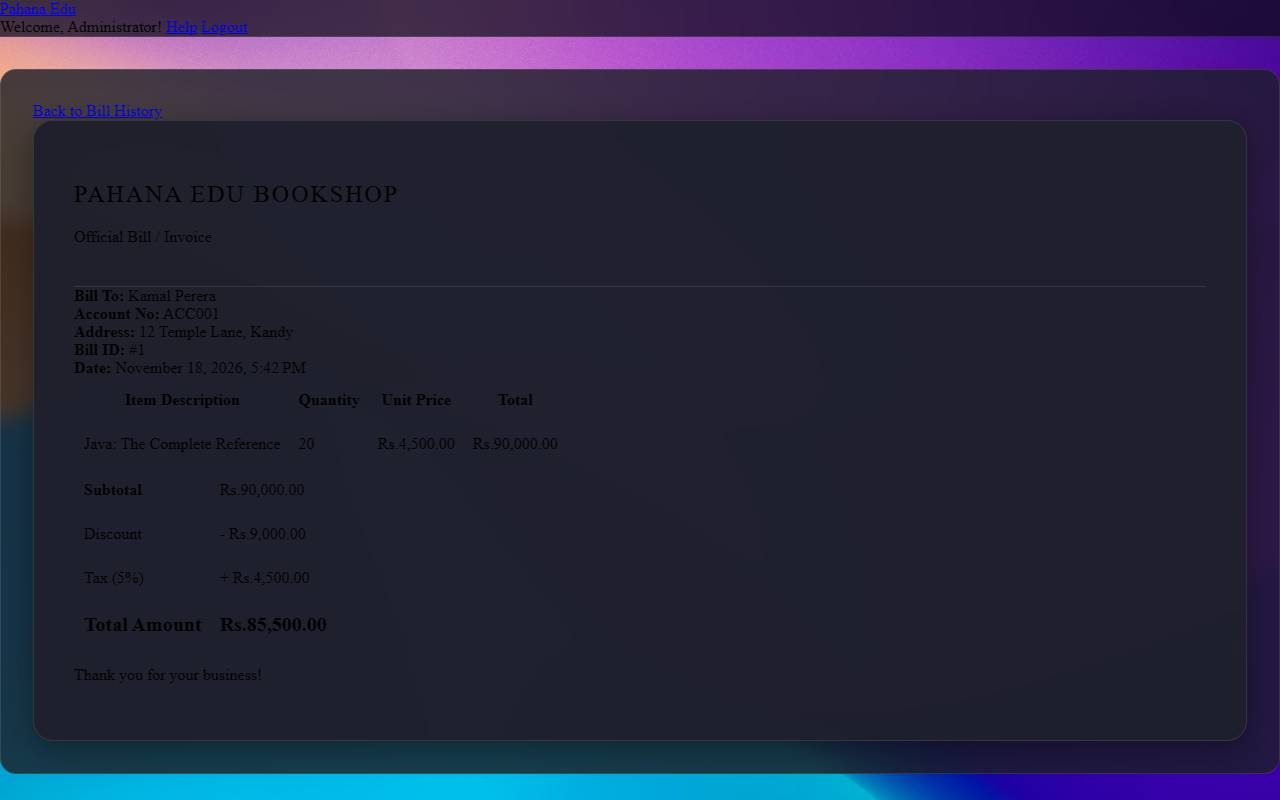 Pahana Edu
Welcome, Administrator! Help Logout
Back to Bill History
PAHANA EDU BOOKSHOP
Official Bill / Invoice
Bill To: Kamal Perera
Account No: ACC001
Address: 12 Temple Lane, Kandy
Bill ID: #1
Date: November 18, 2026, 5:42 PM
Item Description Quantity Unit Price Total
Java: The Complete Reference 20 Rs.4,500.00 Rs.90,000.00
Subtotal Rs.90,000.00
Discount - Rs.9,000.00
Tax (5%) + Rs.4,500.00
Total Amount Rs.85,500.00
Thank you for your business!